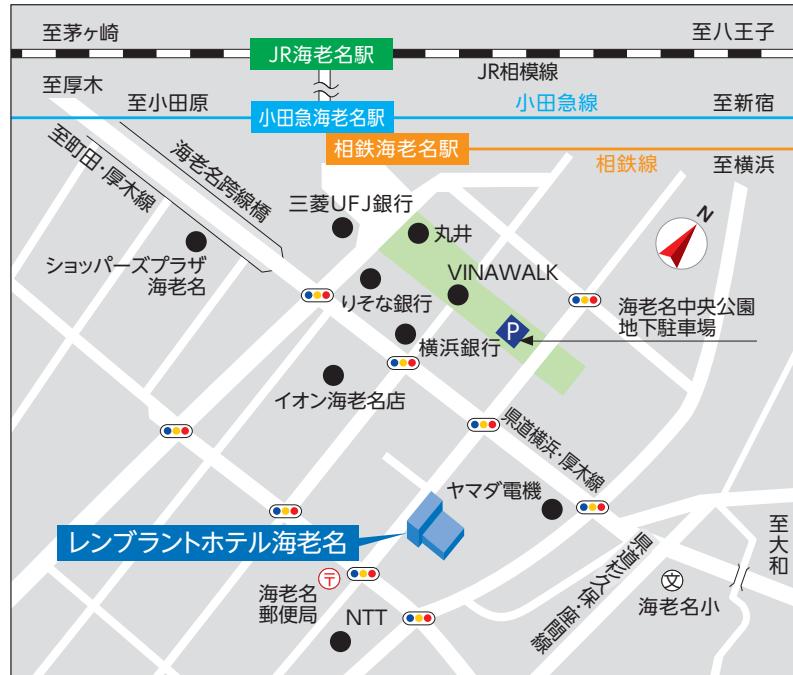 至茅ヶ崎
至八王子
JR海老名駅
JR相模線
至厚木
至小田原
小田急海老名駅
小田急線
至新宿
相鉄海老名駅
相鉄線
至横浜
至町田・厚木線
海老名跨線橋
三菱UFJ銀行
丸井
N
ショッパーズプラザ
海老名
りそな銀行
VINAWALK
海老名中央公園
地下駐車場
P
横浜銀行
イオン海老名店
県道横浜・厚木線
ヤマダ電機
レンブラントホテル海老名
至大和
県道杉久保・座間線
海老名
郵便局
〒
文
海老名小
NTT